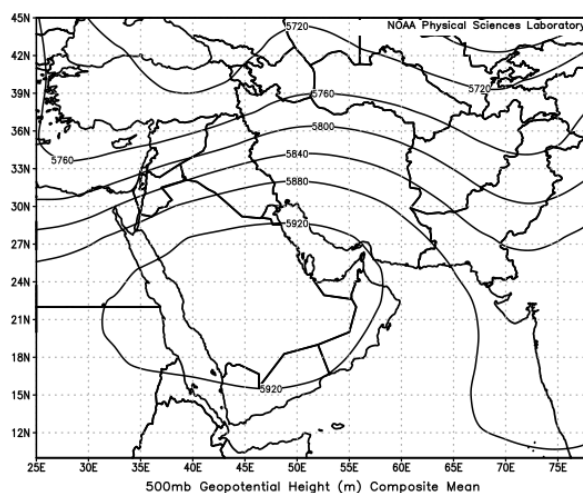 45N
5720
NOAA Physical Sciences Laboratory
42N
39N
5760
5720
36N
5800
5760
33N
5840
30N
5880
27N
5920
24N
21N
18N
5920
15N
12N
25E 30E 35E 40E 45E 50E 55E 60E 65E 70E 75E
500mb Geopotential Height (m) Composite Mean